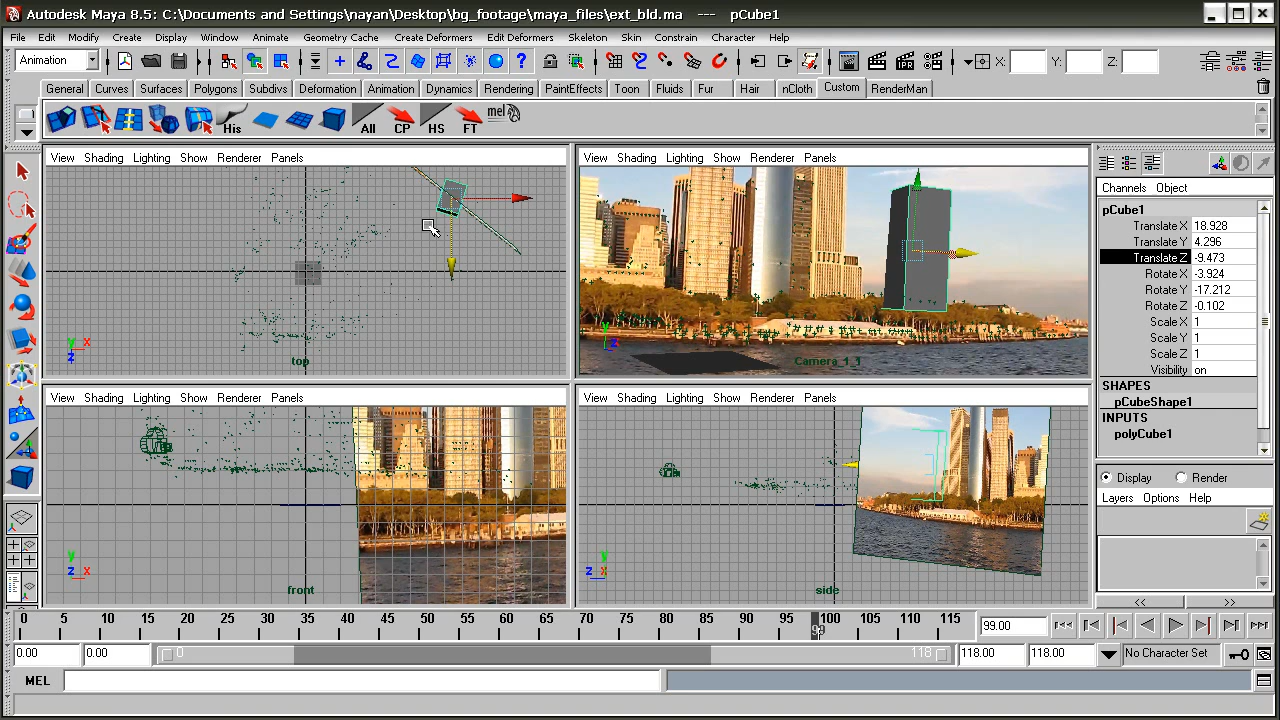 Autodesk Maya 8.5: C:\Documents and Settings\nayan\Desktop\bg_footage\maya_files\ext_bld.ma --- pCube1
File Edit Modify Create Display Window Animate Geometry Cache Create Deformers Edit Deformers Skeleton Skin Constrain Character Help
Animation X: Y: Z:
General Curves Surfaces Polygons Subdivs Deformation Animation Dynamics Rendering PaintEffects Toon Fluids Fur Hair nCloth Custom RenderMan
His All CP HS FT mel
View Shading Lighting Show Renderer Panels
View Shading Lighting Show Renderer Panels
Channels Object
pCube1
Translate X 18.928
Translate Y 4.296
Translate Z -9.473
Rotate X -3.924
Rotate Y -17.212
Rotate Z -0.102
Scale X 1
Scale Y 1
Scale Z 1
Visibility on
SHAPES
pCubeShape1
INPUTS
polyCube1
y x z
top
y z
Camera_1_1
View Shading Lighting Show Renderer Panels
View Shading Lighting Show Renderer Panels
y z x
front
y z x
side
Display Render
Layers Options Help
<< >>
0 5 10 15 20 25 30 35 40 45 50 55 60 65 70 75 80 85 90 95 100 105 110 115
99
99.00
0.00 0.00 0 118 118.00 118.00 No Character Set
MEL